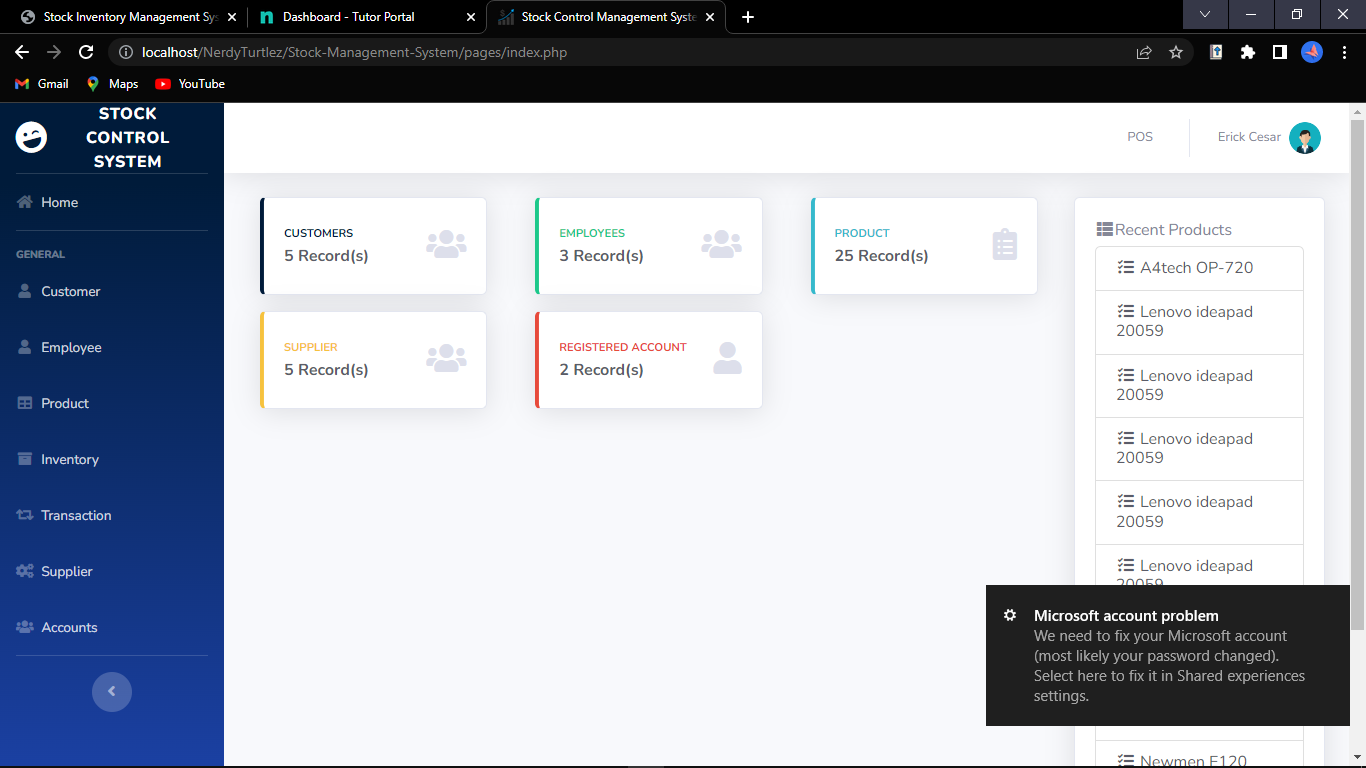 Stock Inventory Management Sy
Dashboard - Tutor Portal
Stock Control Management Syste
localhost/NerdyTurtlez/Stock-Management-System/pages/index.php
Gmail
Maps
YouTube
STOCK
CONTROL
SYSTEM
Home
GENERAL
Customer
Employee
Product
Inventory
Transaction
Supplier
Accounts
POS
Erick Cesar
CUSTOMERS
5 Record(s)
EMPLOYEES
3 Record(s)
PRODUCT
25 Record(s)
SUPPLIER
5 Record(s)
REGISTERED ACCOUNT
2 Record(s)
Recent Products
A4tech OP-720
Lenovo ideapad
20059
Lenovo ideapad
20059
Lenovo ideapad
20059
Lenovo ideapad
20059
Lenovo ideapad
20059
Newmen E120
Microsoft account problem
We need to fix your Microsoft account
(most likely your password changed).
Select here to fix it in Shared experiences
settings.